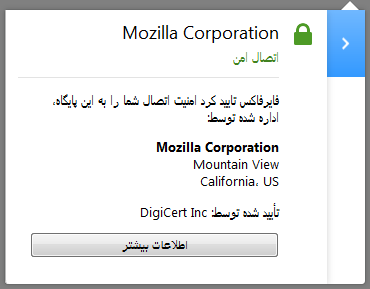 Mozilla Corporation
اتصال امن
فایرفاکس تایید کرد امنیت اتصال شما را به این پایگاه،
اداره شده توسط:
Mozilla Corporation
Mountain View
California، US
تأیید شده توسط: DigiCert Inc
اطلاعات بیشتر